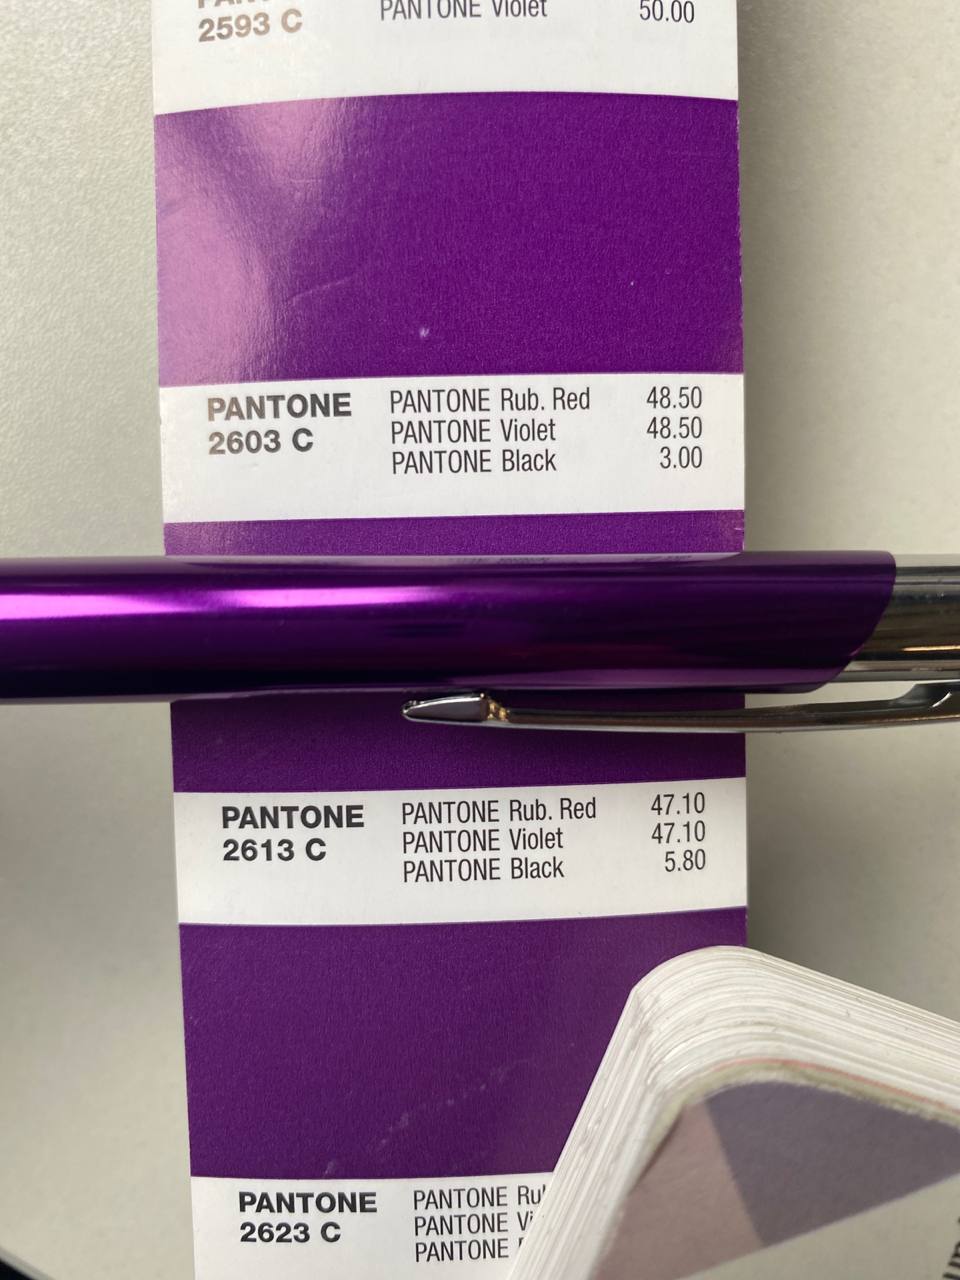 2593 C PANTONE Violet 50.00
PANTONE PANTONE Rub. Red 48.50
2603 C PANTONE Violet 48.50
PANTONE Black 3.00
PANTONE PANTONE Rub. Red 47.10
2613 C PANTONE Violet 47.10
PANTONE Black 5.80
PANTONE PANTONE
2623 C PANTONE
PANTONE